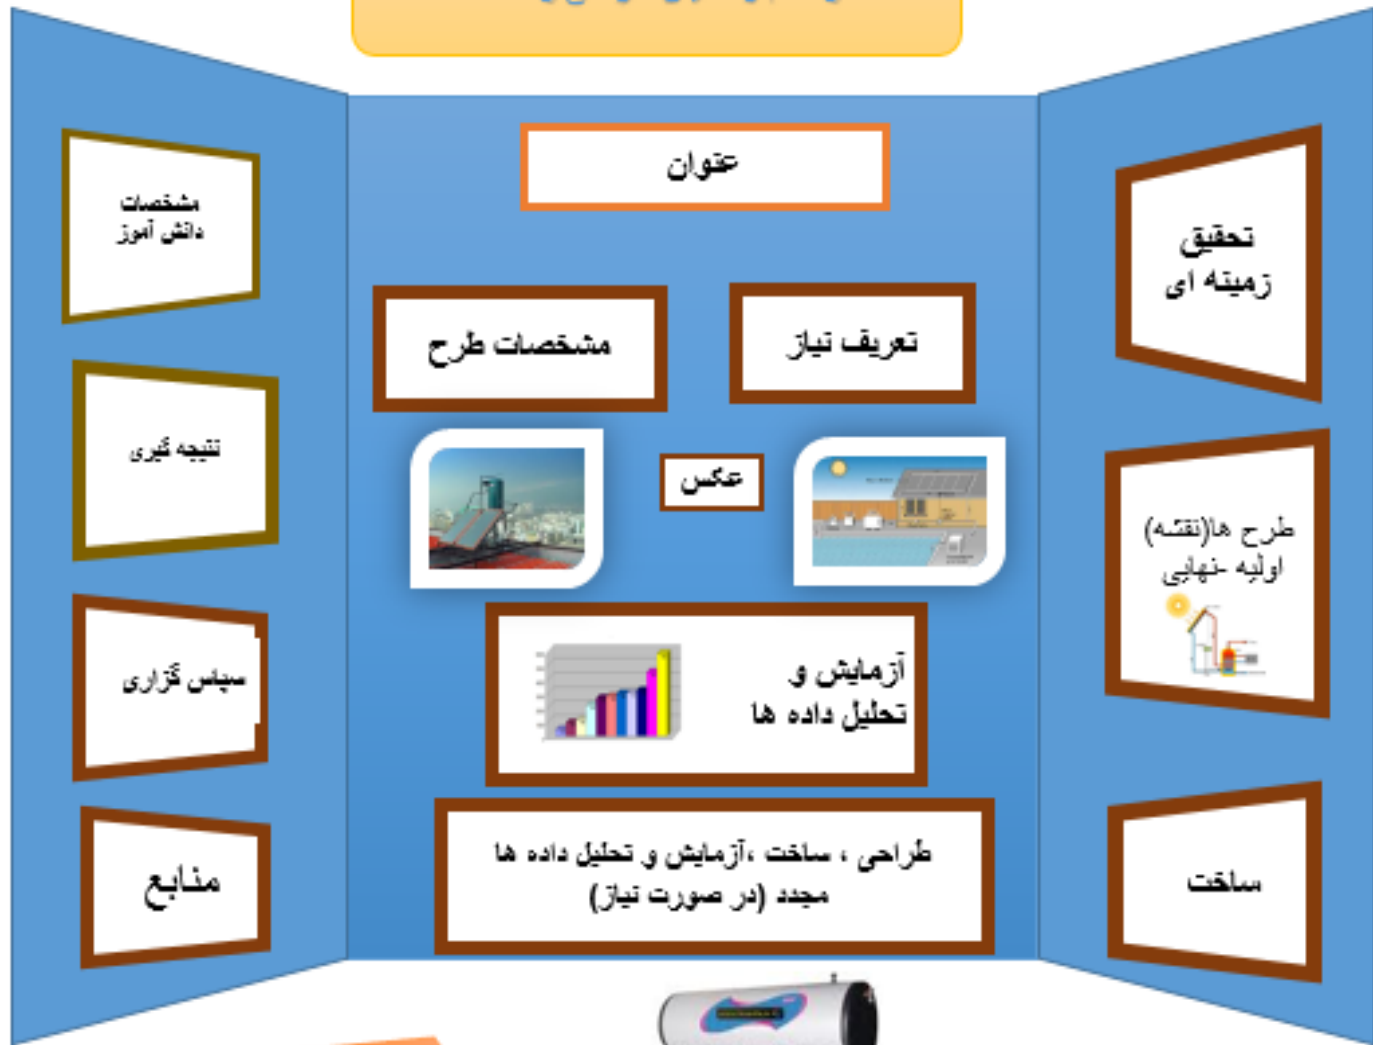 عنوان
تحقیق
زمینه ای
طرح ها(نقشه)
اولیه -نهایی
ساخت
تعریف نیاز
مشخصات طرح
عکس
آزمایش و
تحلیل داده ها
طراحی ، ساخت ،آزمایش و تحلیل داده ها
مجدد (در صورت نیاز)
مشخصات
دانش آموز
نتیجه گیری
سپاس گزاری
منابع